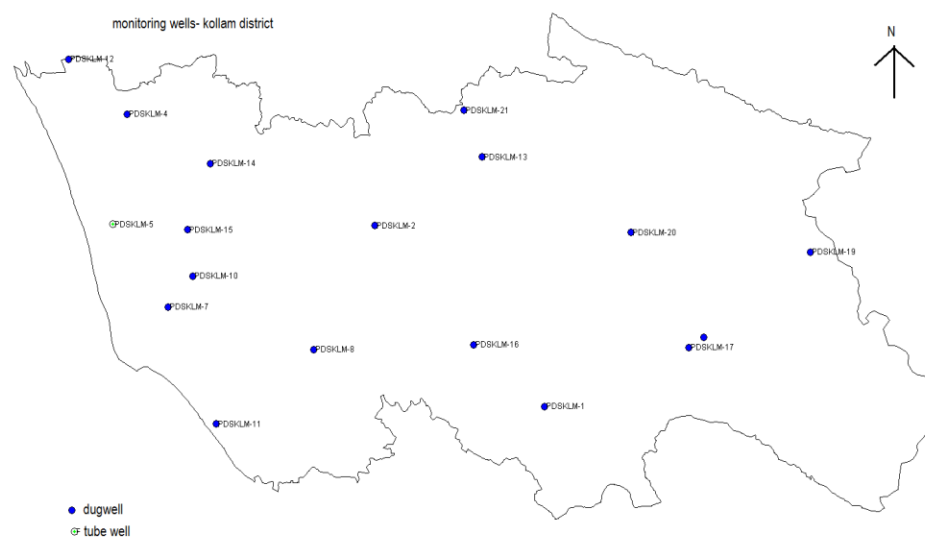 monitoring wells- kollam district
N
PDSKLM-12
PDSKLM-21
PDSKLM-4
PDSKLM-13
PDSKLM-14
PDSKLM-5
PDSKLM-2
PDSKLM-15
PDSKLM-20
PDSKLM-19
PDSKLM-10
PDSKLM-7
PDSKLM-16
PDSKLM-17
PDSKLM-8
PDSKLM-1
PDSKLM-11
dugwell
tube well